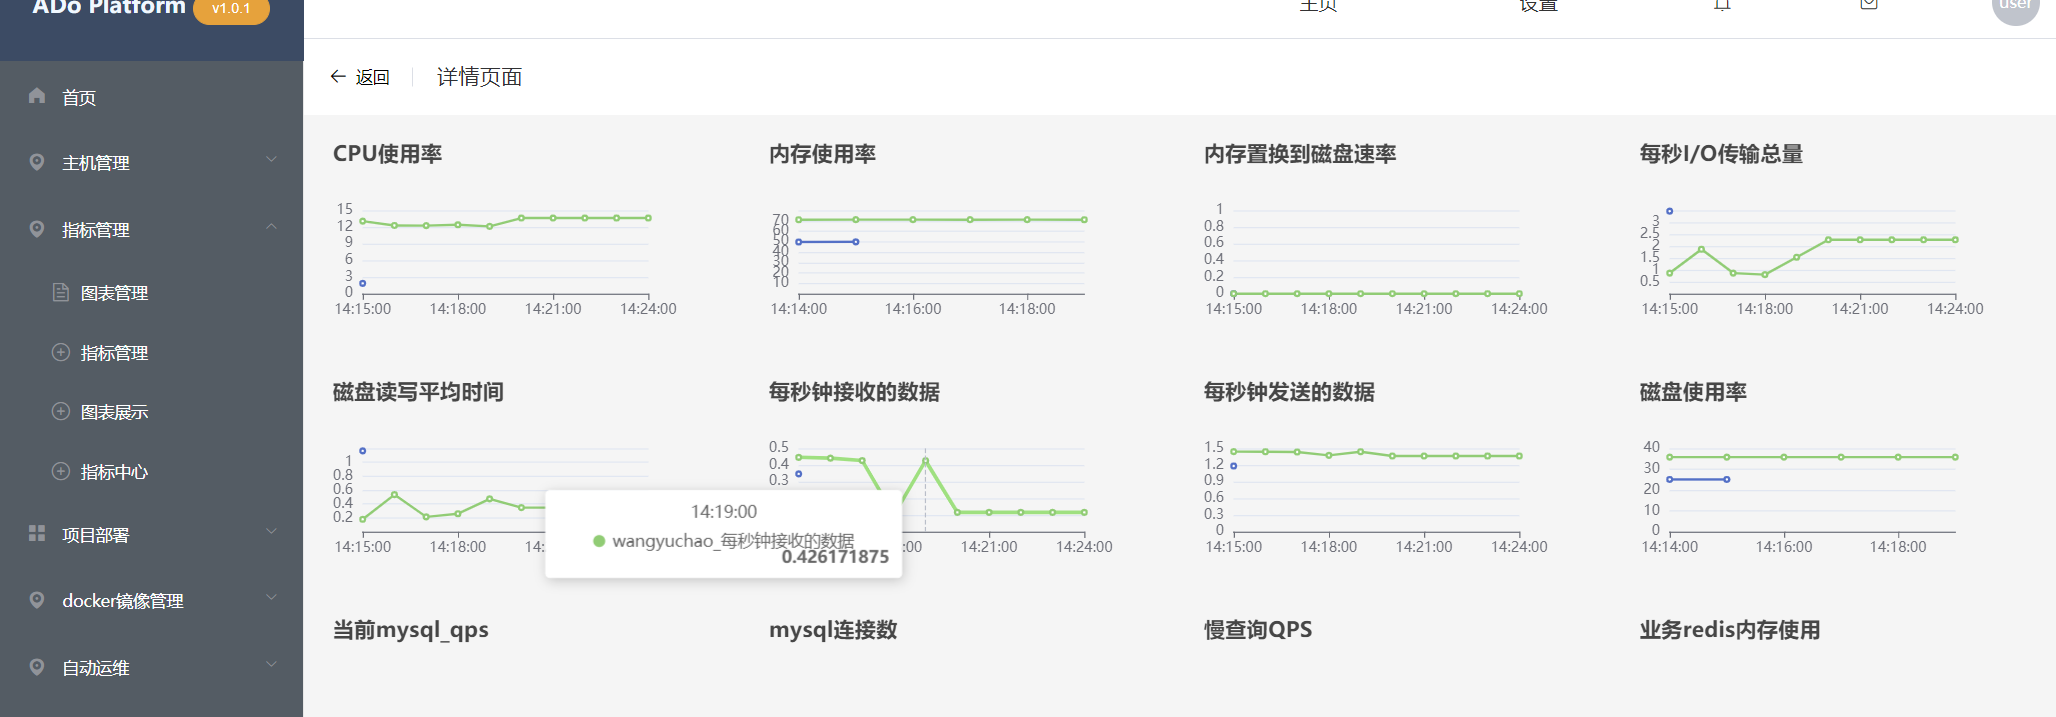 ADo Platform v1.0.1
主页 设置 user
首页
主机管理
指标管理
图表管理
指标管理
图表展示
指标中心
项目部署
docker镜像管理
自动运维
返回 详情页面
CPU使用率
15
12
9
6
3
0
14:15:00 14:18:00 14:21:00 14:24:00
内存使用率
70
60
50
40
30
20
10
14:14:00 14:16:00 14:18:00
内存置换到磁盘速率
1
0.8
0.6
0.4
0.2
0
14:15:00 14:18:00 14:21:00 14:24:00
每秒I/O传输总量
3
2.5
2
1.5
1
0.5
14:15:00 14:18:00 14:21:00 14:24:00
磁盘读写平均时间
1
0.8
0.6
0.4
0.2
14:15:00 14:18:00 14:
每秒钟接收的数据
0.5
0.4
0.3
:00 14:21:00 14:24:00
14:19:00
wangyuchao_每秒钟接收的数据
0.426171875
每秒钟发送的数据
1.5
1.2
0.9
0.6
0.3
0
14:15:00 14:18:00 14:21:00 14:24:00
磁盘使用率
40
30
20
10
0
14:14:00 14:16:00 14:18:00
当前mysql_qps
mysql连接数
慢查询QPS
业务redis内存使用